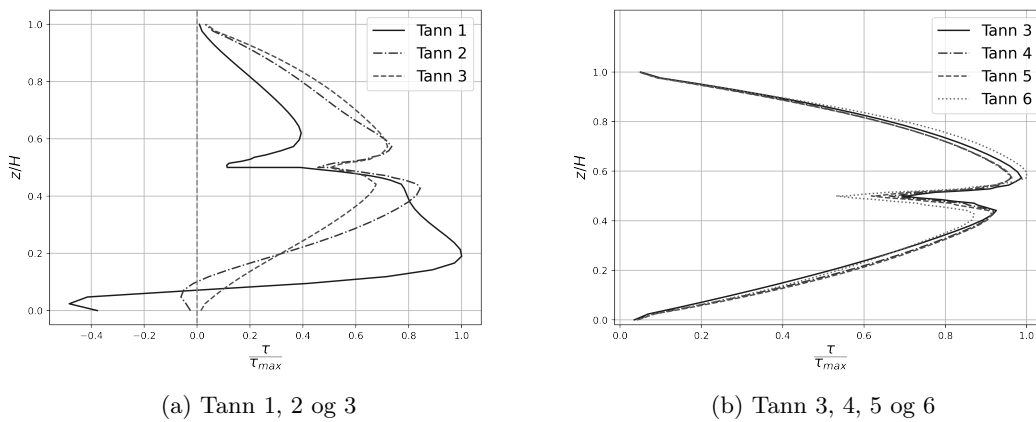 1.0
0.8
0.6
0.4
0.2
0.0
z/H
−0.4 −0.2 0.0 0.2 0.4 0.6 0.8 1.0
τ
τmax
Tann 1
Tann 2
Tann 3
(a) Tann 1, 2 og 3
1.0
0.8
0.6
0.4
0.2
0.0
z/H
0.0 0.2 0.4 0.6 0.8 1.0
τ
τmax
Tann 3
Tann 4
Tann 5
Tann 6
(b) Tann 3, 4, 5 og 6